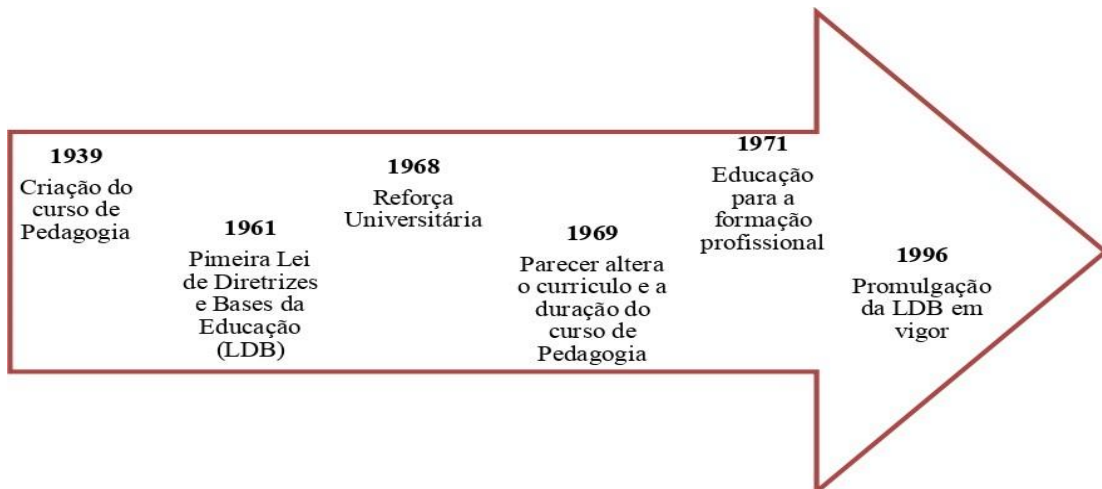 1939
Criação do
curso de
Pedagogia
1961
Pimeira Lei
de Diretrizes
e Bases da
Educação
(LDB)
1968
Reforça
Universitária
1969
Parecer altera
o curriculo e a
duração do
curso de
Pedagogia
1971
Educação
para a
formação
profissional
1996
Promulgação
da LDB em
vigor